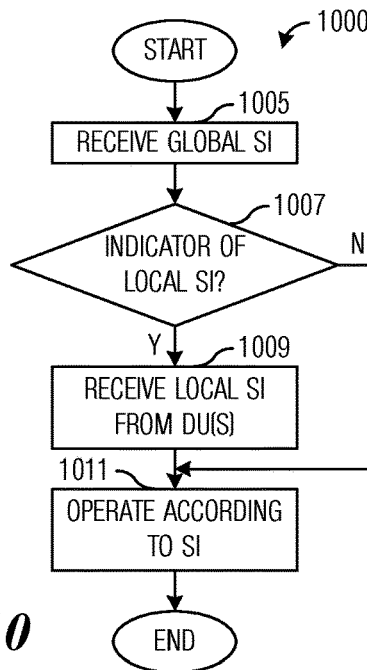 1000
START
1005
RECEIVE GLOBAL SI
1007
INDICATOR OF
LOCAL SI?
N
Y
1009
RECEIVE LOCAL SI
FROM DU(S)
1011
OPERATE ACCORDING
TO SI
0
END